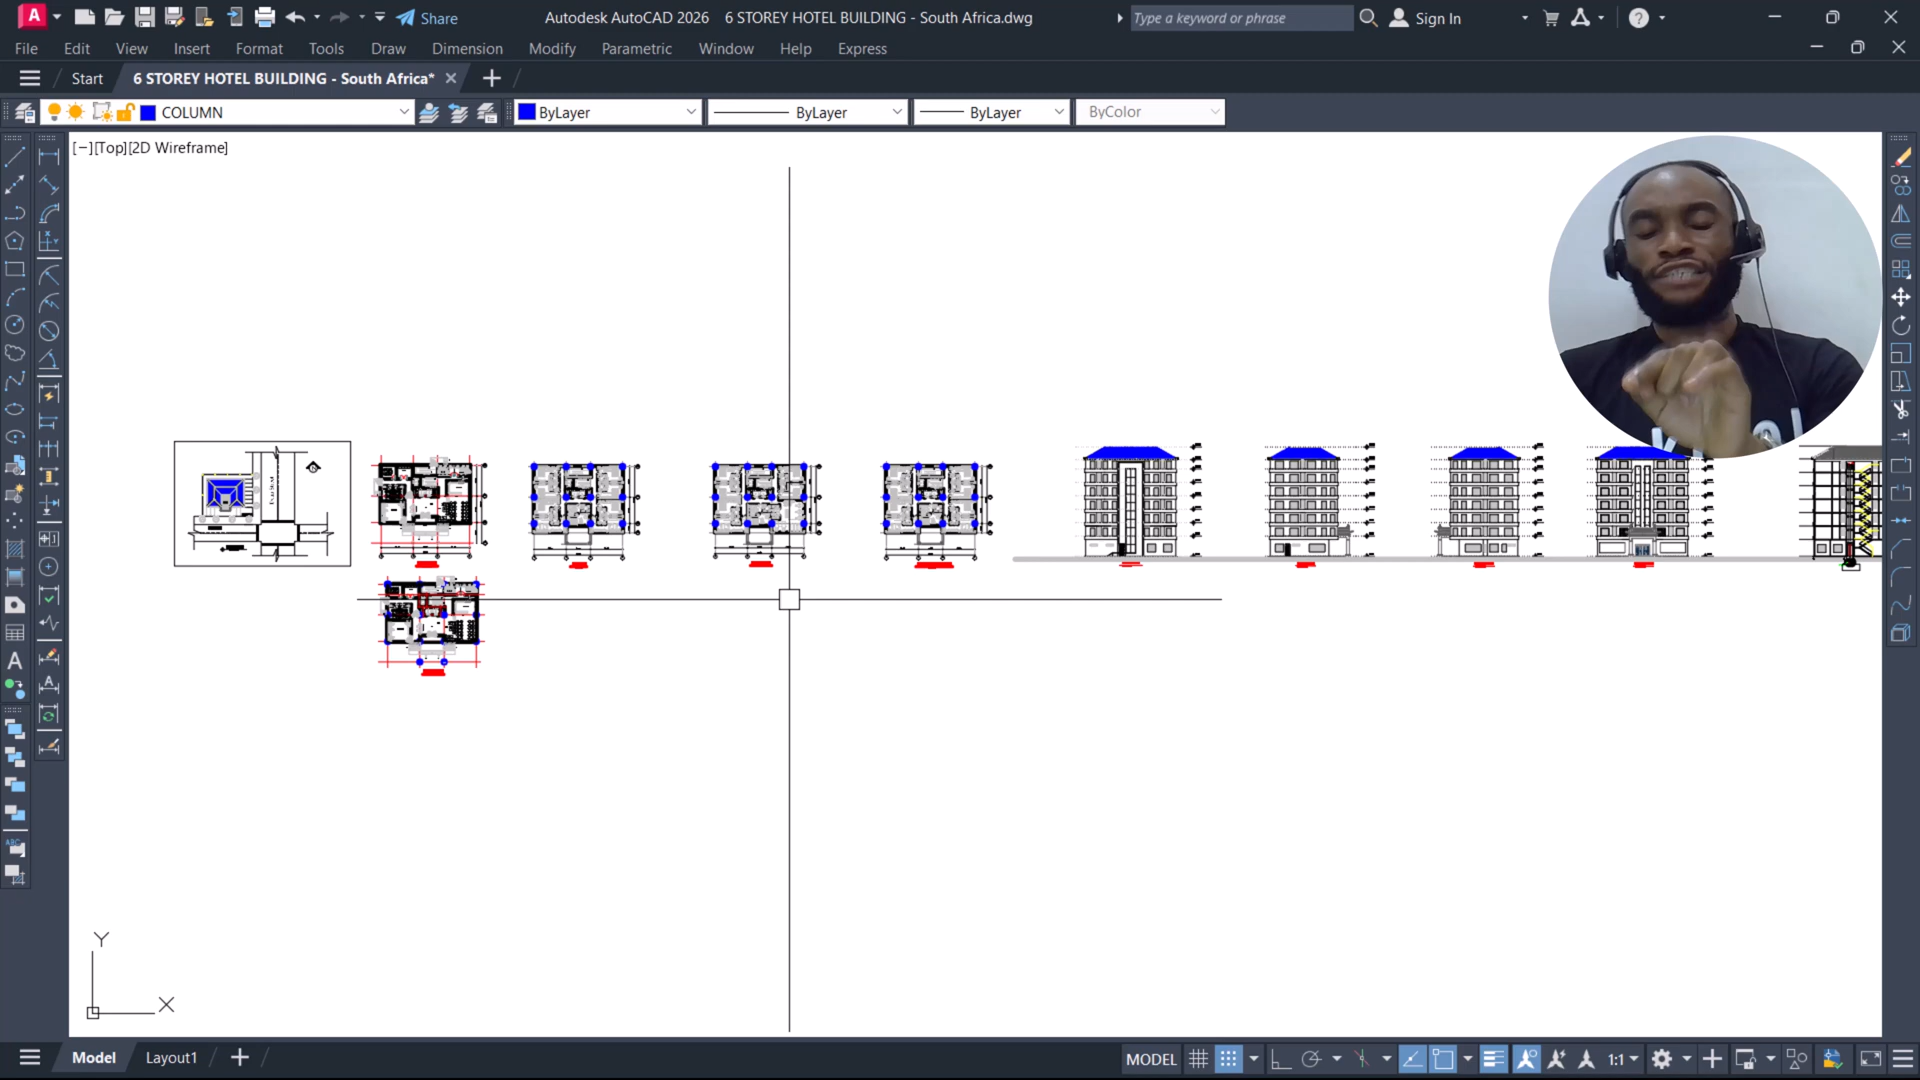 Share
Autodesk AutoCAD 2026 6 STOREY HOTEL BUILDING - South Africa.dwg
Type a keyword or phrase
Sign In
File Edit View Insert Format Tools Draw Dimension Modify Parametric Window Help Express
Start
6 STOREY HOTEL BUILDING - South Africa*
COLUMN
ByLayer
ByLayer
ByLayer
ByColor
[−][Top][2D Wireframe]
Y
X
Model
Layout1
MODEL
1:1